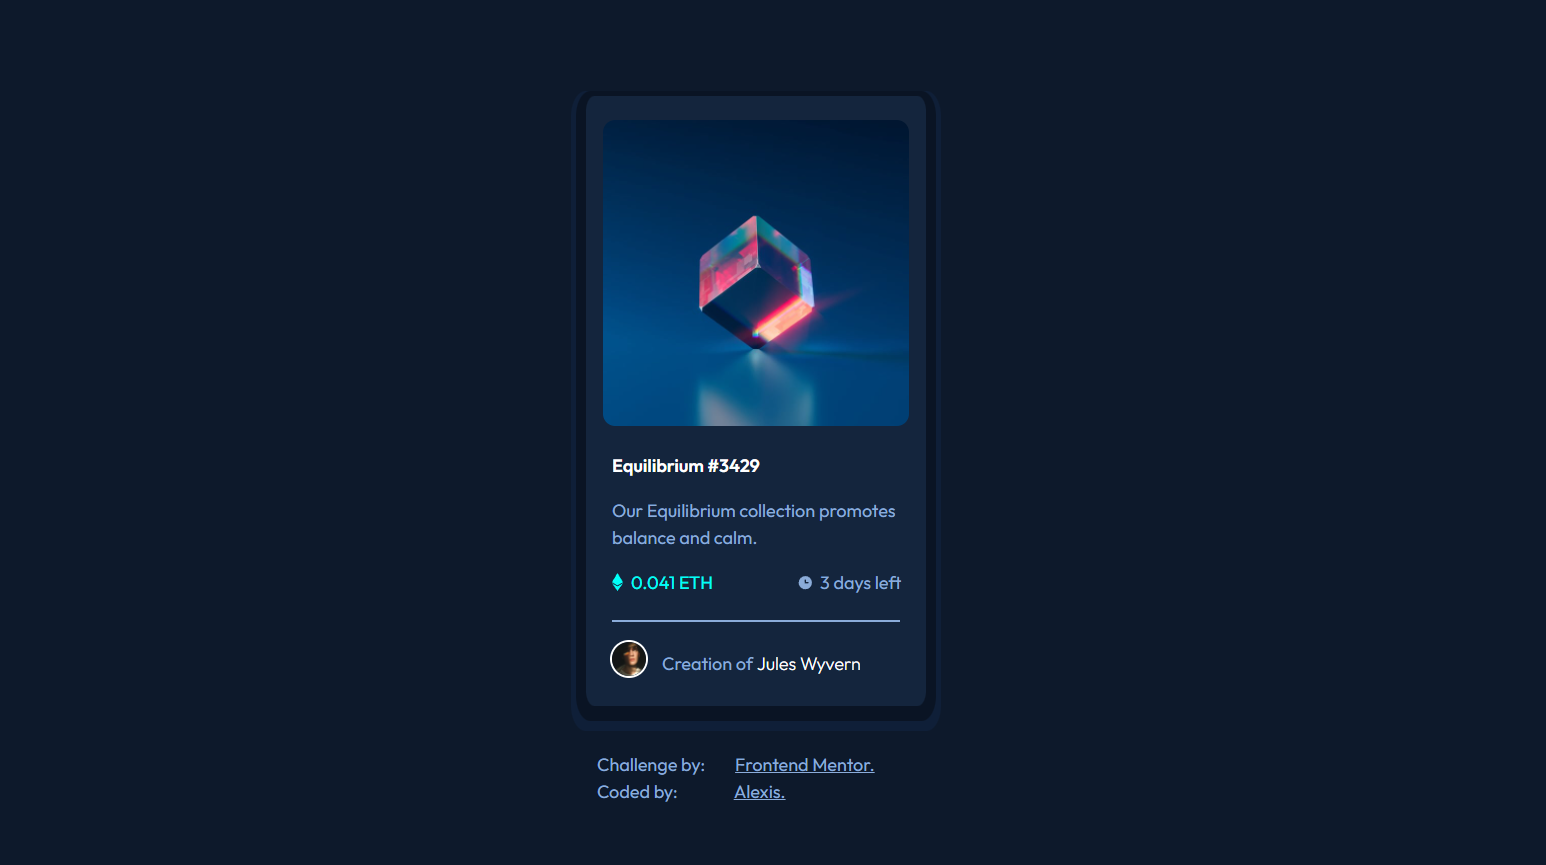 Equilibrium #3429
Our Equilibrium collection promotes
balance and calm.
0.041 ETH 3 days left
Creation of Jules Wyvern
Challenge by: Frontend Mentor.
Coded by: Alexis.